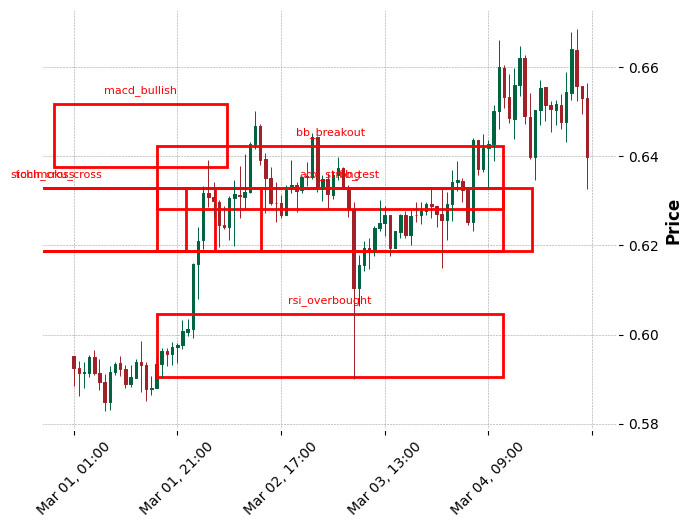 macd_bullish
bb_breakout
rsi_overbought
0.66
0.64
0.62
0.60
0.58
Price
Mar 01, 01:00
Mar 01, 21:00
Mar 02, 17:00
Mar 03, 13:00
Mar 04, 09:00